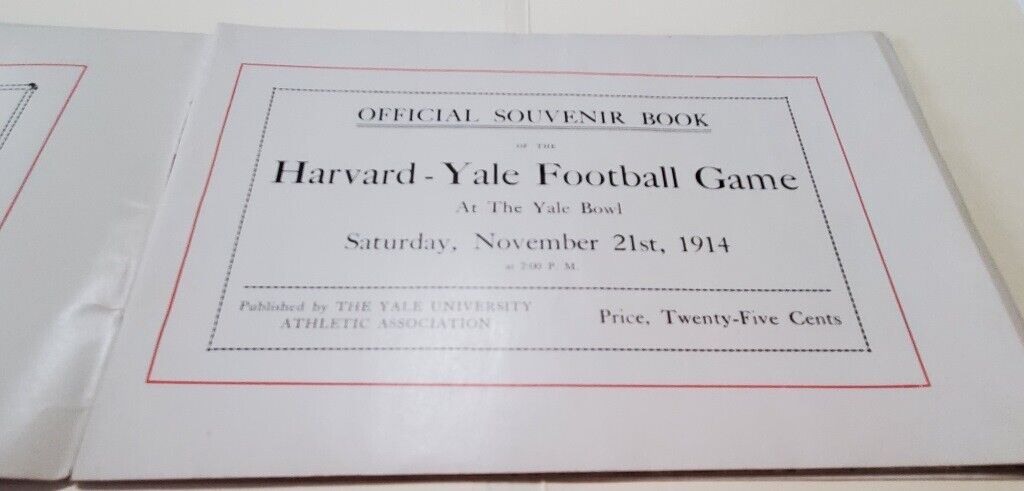 OFFICIAL SOUVENIR BOOK
OF THE
Harvard - Yale Football Game
At The Yale Bowl
Saturday, November 21st, 1914
at 2:00 P. M.
Published by THE YALE UNIVERSITY
ATHLETIC ASSOCIATION
Price, Twenty-Five Cents